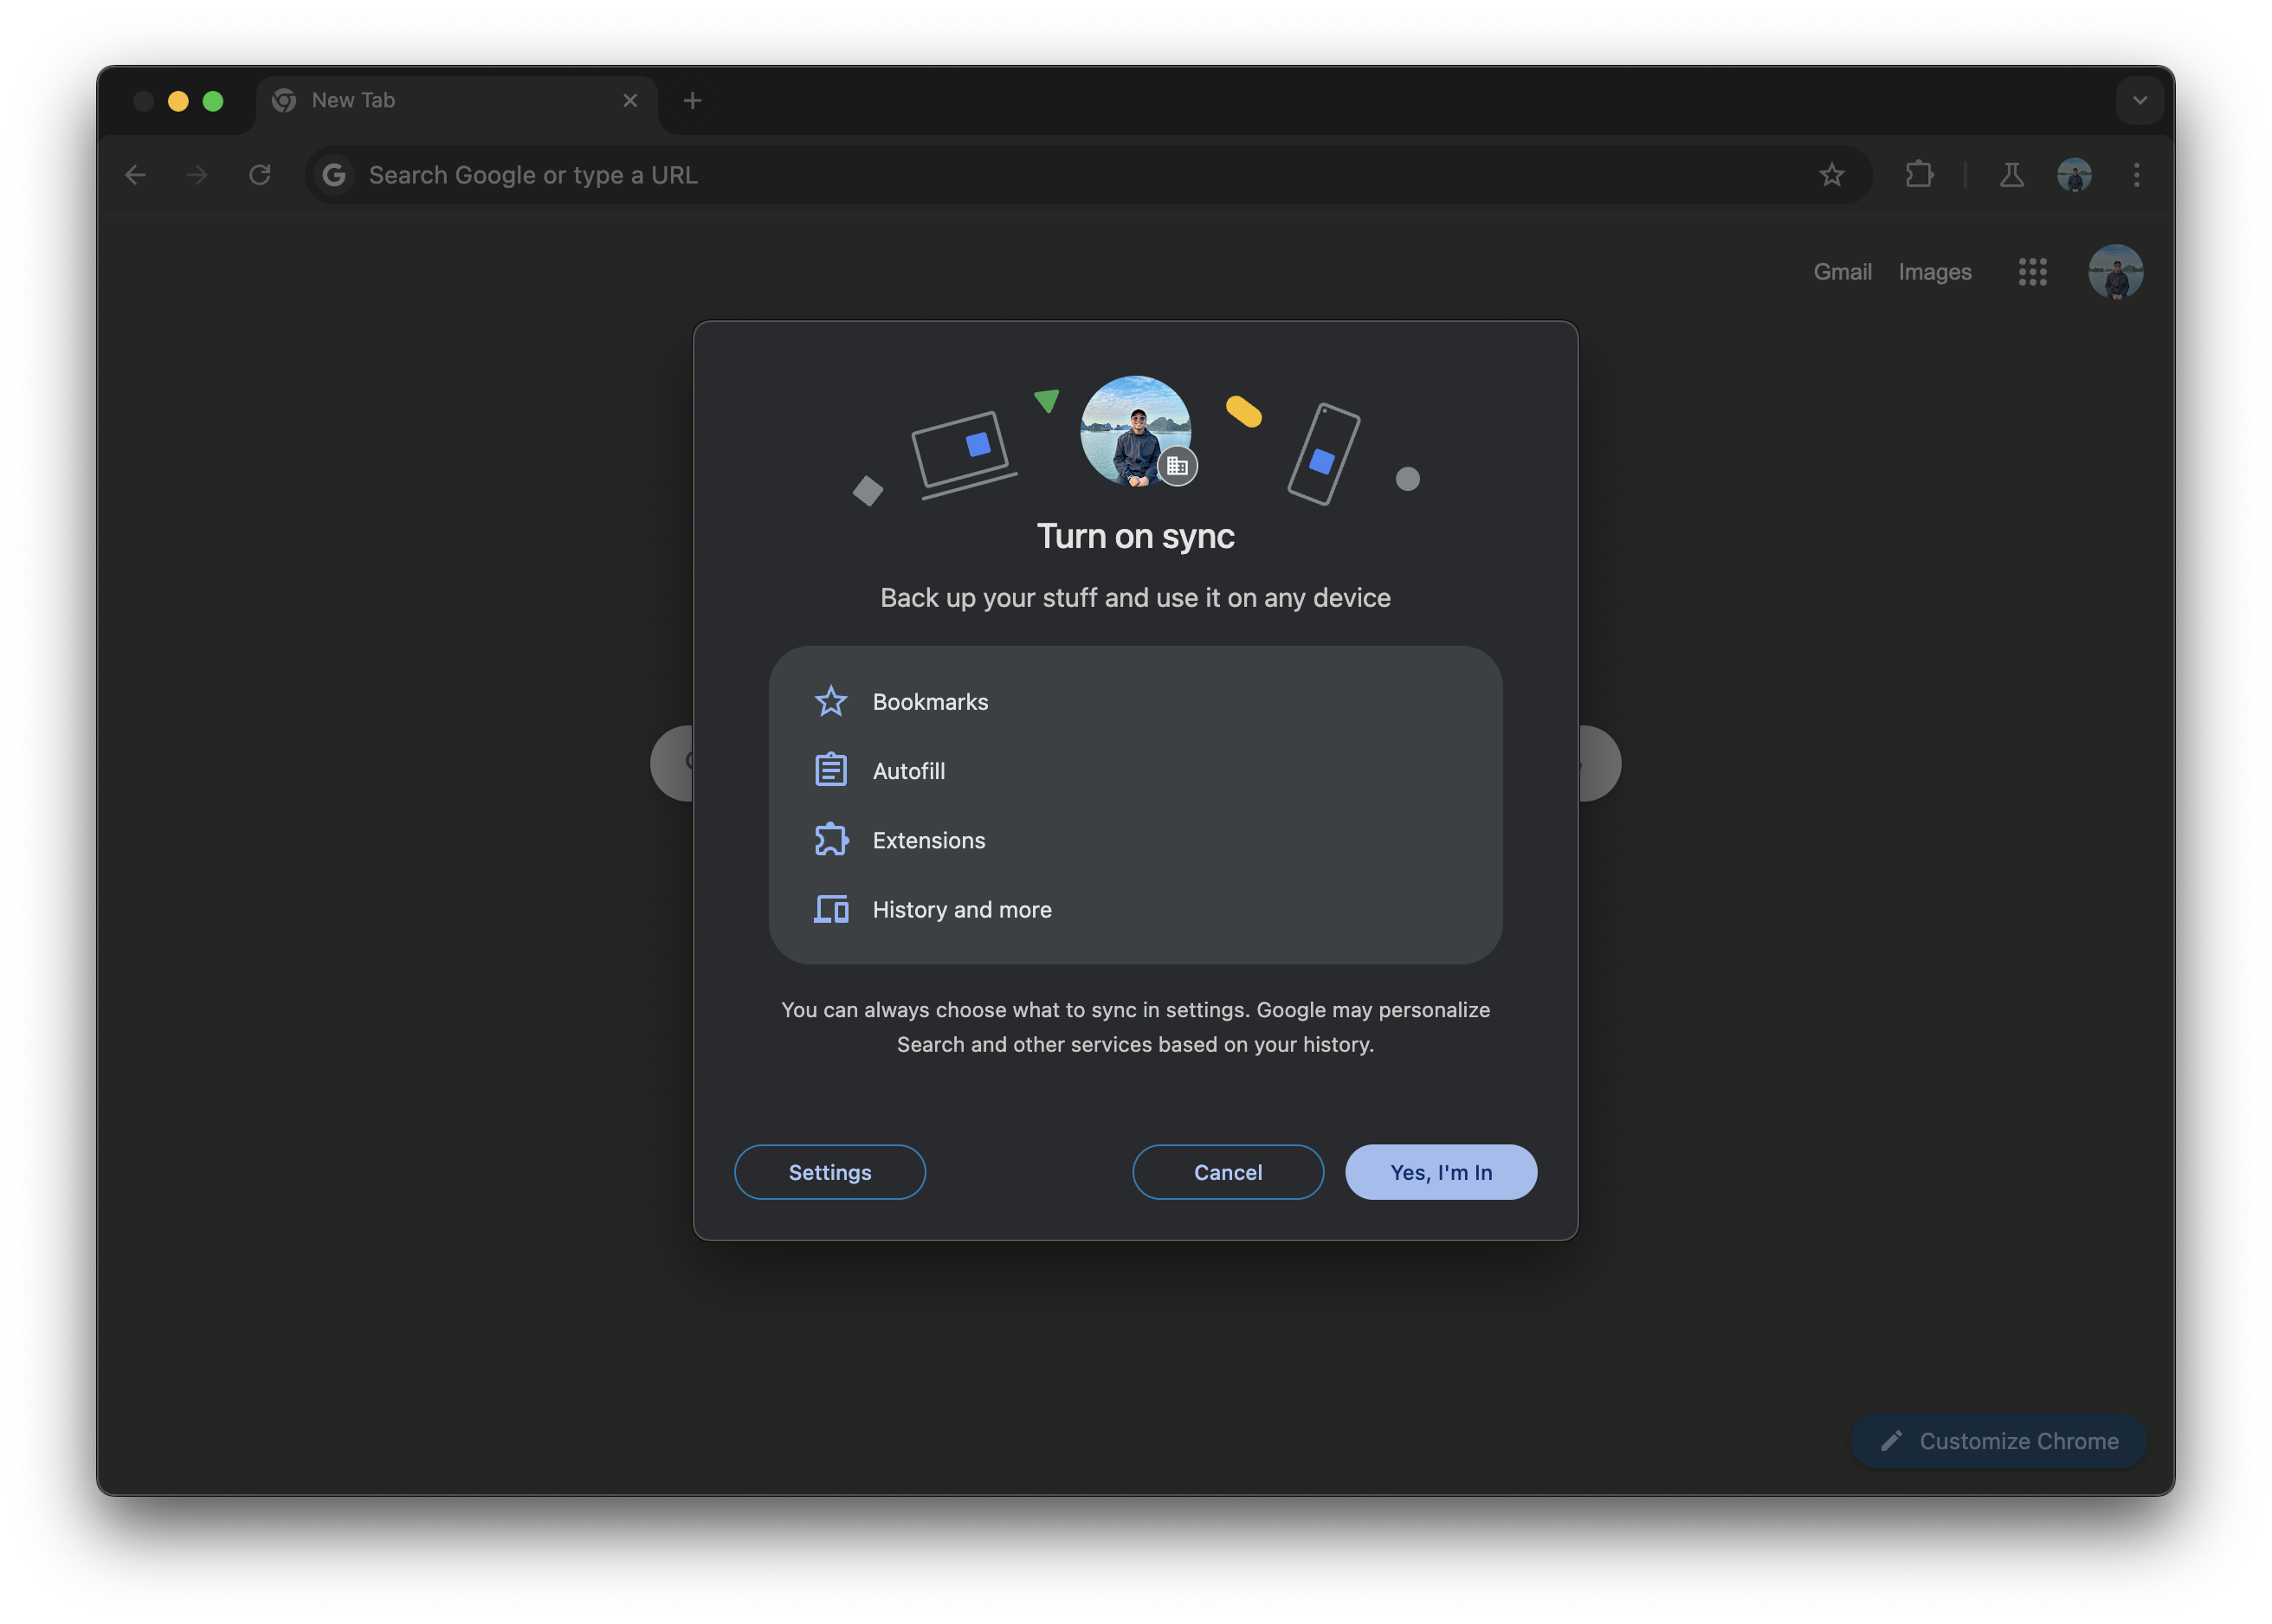 New Tab
Search Google or type a URL
Gmail Images
Turn on sync
Back up your stuff and use it on any device
Bookmarks
Autofill
Extensions
History and more
You can always choose what to sync in settings. Google may personalize
Search and other services based on your history.
Settings Cancel Yes, I'm In
Customize Chrome